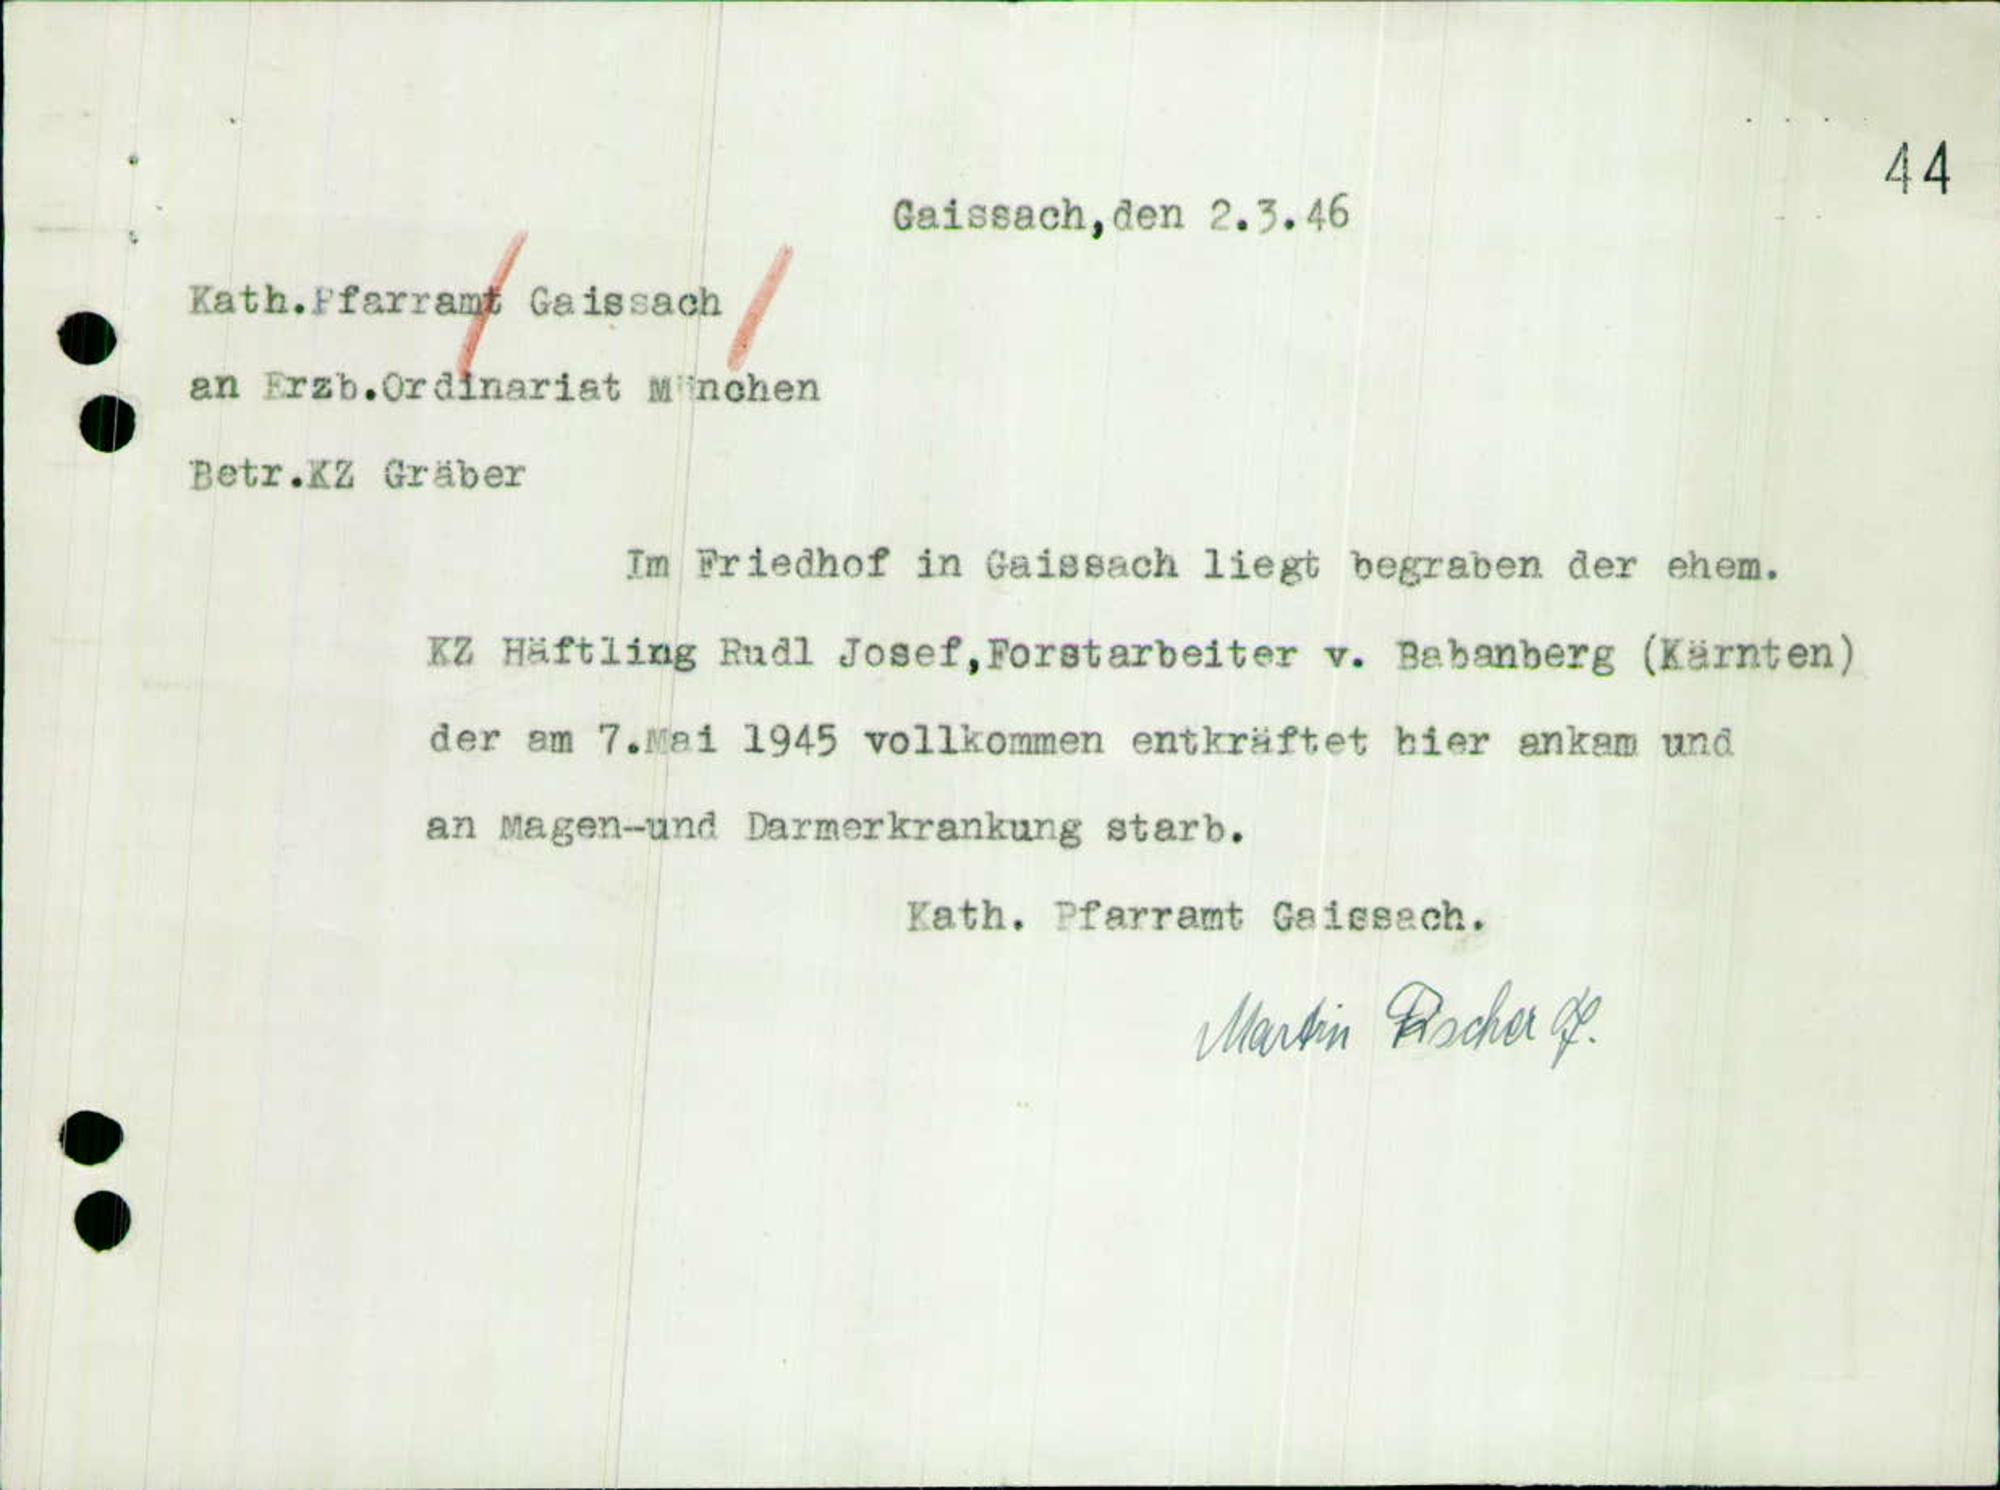 44
Gaissach,den 2.3.46
Kath.Pfarramt Gaissach
an Erzb.Ordinariat München
Betr.KZ Gräber
Im Friedhof in Gaissach liegt begraben der ehem.
KZ Häftling Rudl Josef,Forstarbeiter v. Babanberg (Kärnten)
der am 7.Mai 1945 vollkommen entkräftet hier ankam und
an Magen-und Darmerkrankung starb.
Kath. Pfarramt Gaissach.
Martin Fischer